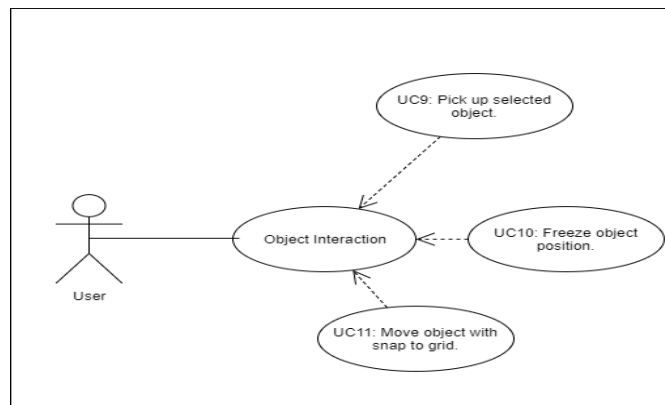 UC9: Pick up selected
object.
Object Interaction
UC10: Freeze object
position.
User
UC11: Move object with
snap to grid.